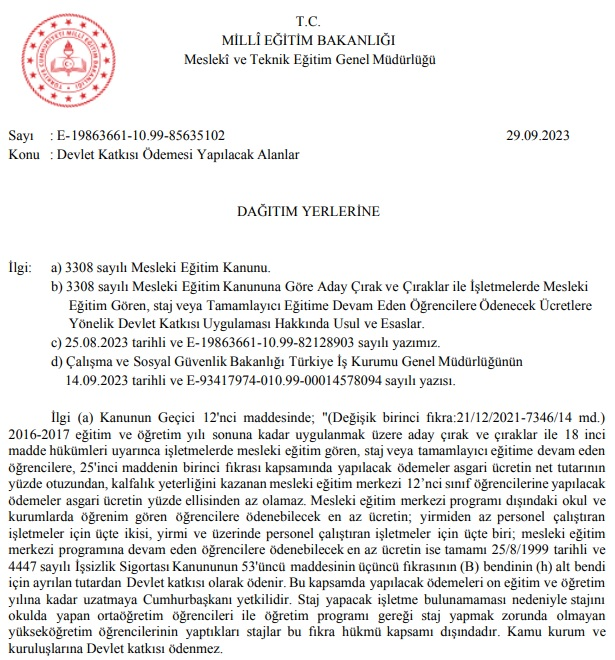 T.C.
MİLLÎ EĞİTİM BAKANLIĞI
Meslekî ve Teknik Eğitim Genel Müdürlüğü
Sayı : E-19863661-10.99-85635102 29.09.2023
Konu : Devlet Katkısı Ödemesi Yapılacak Alanlar
DAĞITIM YERLERİNE
İlgi: a) 3308 sayılı Mesleki Eğitim Kanunu.
b) 3308 sayılı Mesleki Eğitim Kanununa Göre Aday Çırak ve Çıraklar ile İşletmelerde Mesleki
Eğitim Gören, staj veya Tamamlayıcı Eğitime Devam Eden Öğrencilere Ödenecek Ücretlere
Yönelik Devlet Katkısı Uygulaması Hakkında Usul ve Esaslar.
c) 25.08.2023 tarihli ve E-19863661-10.99-82128903 sayılı yazımız.
d) Çalışma ve Sosyal Güvenlik Bakanlığı Türkiye İş Kurumu Genel Müdürlüğünün
14.09.2023 tarihli ve E-93417974-010.99-00014578094 sayılı yazısı.
İlgi (a) Kanunun Geçici 12'nci maddesinde; "(Değişik birinci fıkra:21/12/2021-7346/14 md.)
2016-2017 eğitim ve öğretim yılı sonuna kadar uygulanmak üzere aday çırak ve çıraklar ile 18 inci
madde hükümleri uyarınca işletmelerde mesleki eğitim gören, staj veya tamamlayıcı eğitime devam eden
öğrencilere, 25'inci maddenin birinci fıkrası kapsamında yapılacak ödemeler asgari ücretin net tutarının
yüzde otuzundan, kalfalık yeterliğini kazanan mesleki eğitim merkezi 12’nci sınıf öğrencilerine yapılacak
ödemeler asgari ücretin yüzde ellisinden az olamaz. Mesleki eğitim merkezi programı dışındaki okul ve
kurumlarda öğrenim gören öğrencilere ödenebilecek en az ücretin; yirmiden az personel çalıştıran
işletmeler için üçte ikisi, yirmi ve üzerinde personel çalıştıran işletmeler için üçte biri; mesleki eğitim
merkezi programına devam eden öğrencilere ödenebilecek en az ücretin ise tamamı 25/8/1999 tarihli ve
4447 sayılı İşsizlik Sigortası Kanununun 53'üncü maddesinin üçüncü fıkrasının (B) bendinin (h) alt bendi
için ayrılan tutardan Devlet katkısı olarak ödenir. Bu kapsamda yapılacak ödemeleri on eğitim ve öğretim
yılına kadar uzatmaya Cumhurbaşkanı yetkilidir. Staj yapacak işletme bulunamaması nedeniyle stajını
okulda yapan ortaöğretim öğrencileri ile öğretim programı gereği staj yapmak zorunda olmayan
yükseköğretim öğrencilerinin yaptıkları stajlar bu fıkra hükmü kapsamı dışındadır. Kamu kurum ve
kuruluşlarına Devlet katkısı ödenmez.